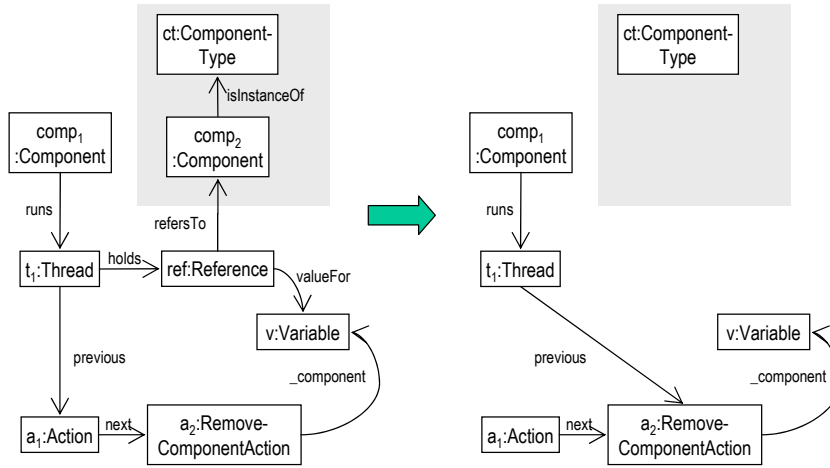 ct:Component-
Type
isInstanceOf
comp₁
:Component
comp₂
:Component
runs
refersTo
t₁:Thread
holds
ref:Reference
valueFor
v:Variable
previous
_component
a₁:Action
next
a₂:Remove-
ComponentAction
ct:Component-
Type
comp₁
:Component
runs
t₁:Thread
v:Variable
previous
_component
a₁:Action
next
a₂:Remove-
ComponentAction